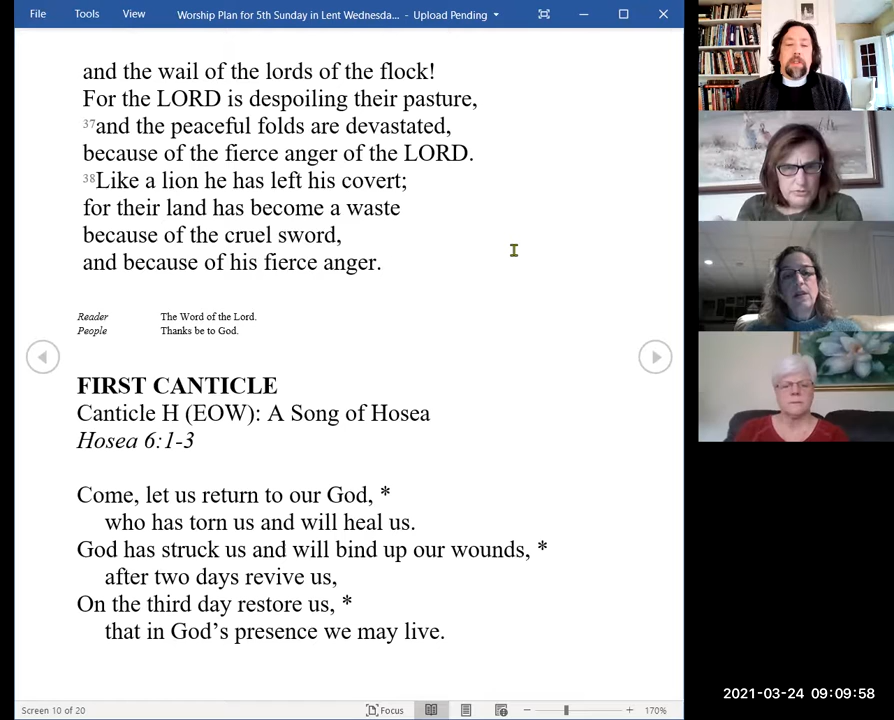 File Tools View Worship Plan for 5th Sunday in Lent Wednesda... - Upload Pending
and the wail of the lords of the flock!
For the LORD is despoiling their pasture,
37and the peaceful folds are devastated,
because of the fierce anger of the LORD.
38Like a lion he has left his covert;
for their land has become a waste
because of the cruel sword,
and because of his fierce anger.
Reader The Word of the Lord.
People Thanks be to God.
FIRST CANTICLE
Canticle H (EOW): A Song of Hosea
Hosea 6:1-3
Come, let us return to our God, *
who has torn us and will heal us.
God has struck us and will bind up our wounds, *
after two days revive us,
On the third day restore us, *
that in God’s presence we may live.
2021-03-24 09:09:58
Screen 10 of 20 Focus 170%